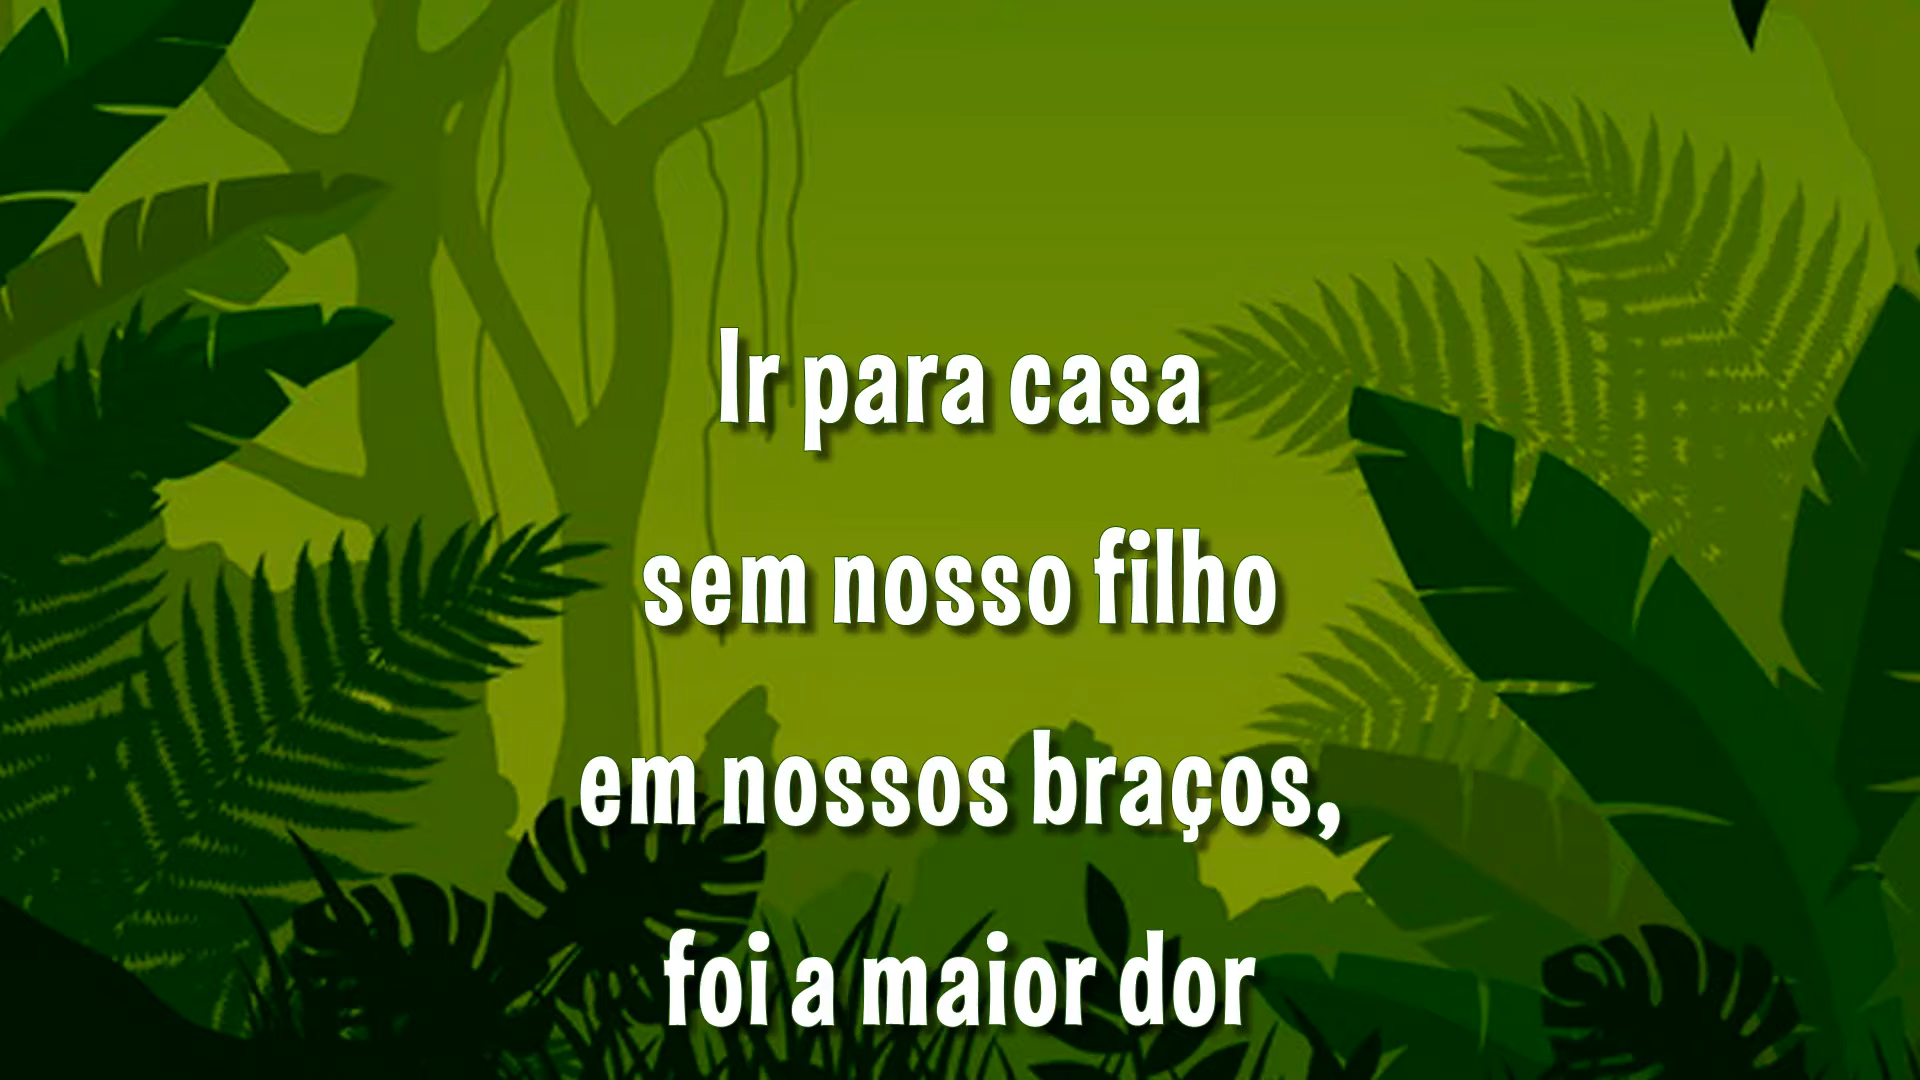 Ir para casa
sem nosso filho
em nossos braços,
foi a maior dor